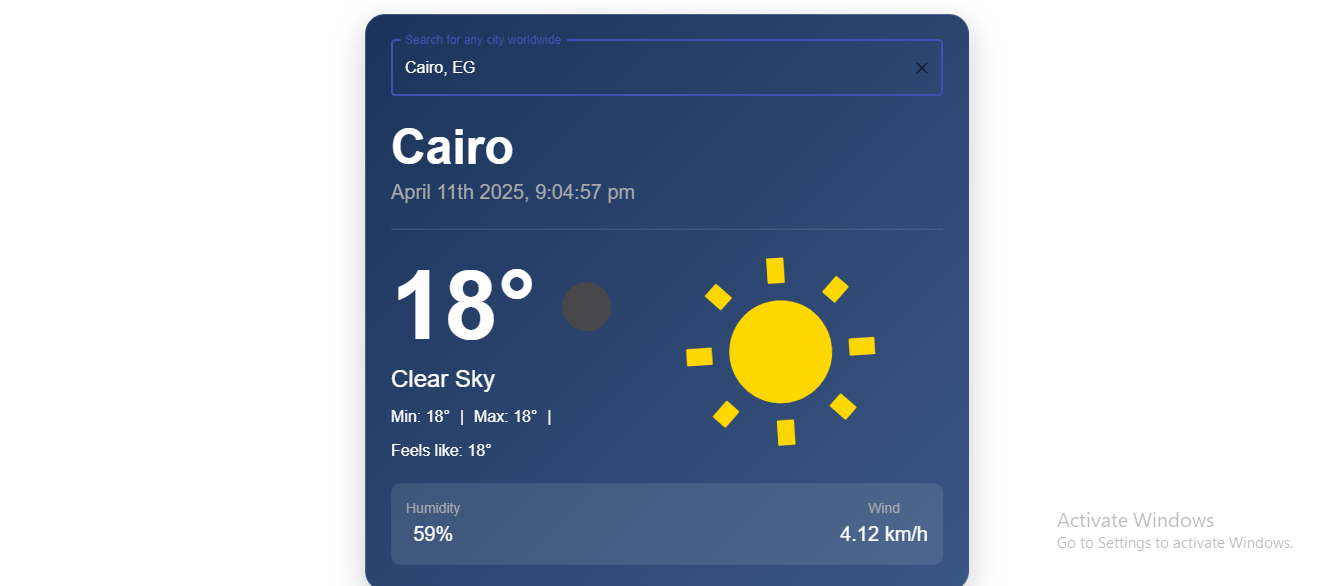 Search for any city worldwide
Cairo, EG
Cairo
April 11th 2025, 9:04:57 pm
18°
Clear Sky
Min: 18° | Max: 18° |
Feels like: 18°
Humidity
59%
Wind
4.12 km/h
Activate Windows
Go to Settings to activate Windows.